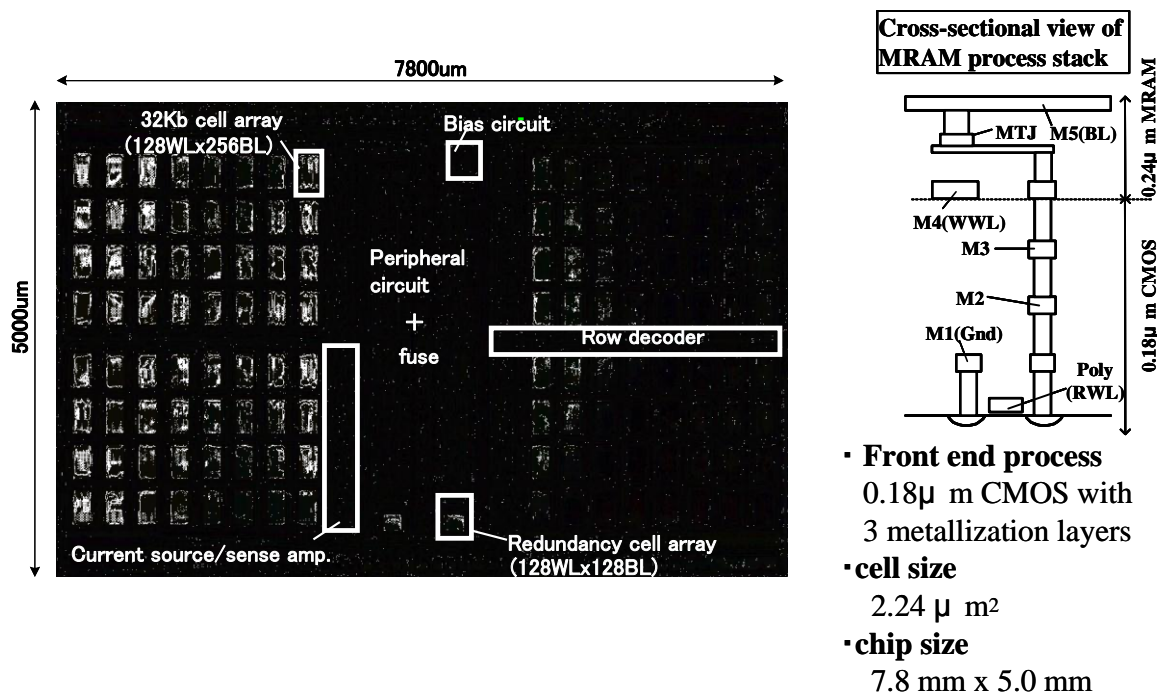 7800um
5000um
32Kb cell array
(128WLx256BL)
Bias circuit
Peripheral
circuit
+
fuse
Row decoder
Current source/sense amp.
Redundancy cell array
(128WLx128BL)
Cross-sectional view of
MRAM process stack
MTJ
M5(BL)
M4(WWL)
M3
M2
M1(Gnd)
Poly
(RWL)
0.24μ m MRAM
0.18μ m CMOS
・Front end process
0.18μ m CMOS with
3 metallization layers
・cell size
2.24 μ m²
・chip size
7.8 mm x 5.0 mm